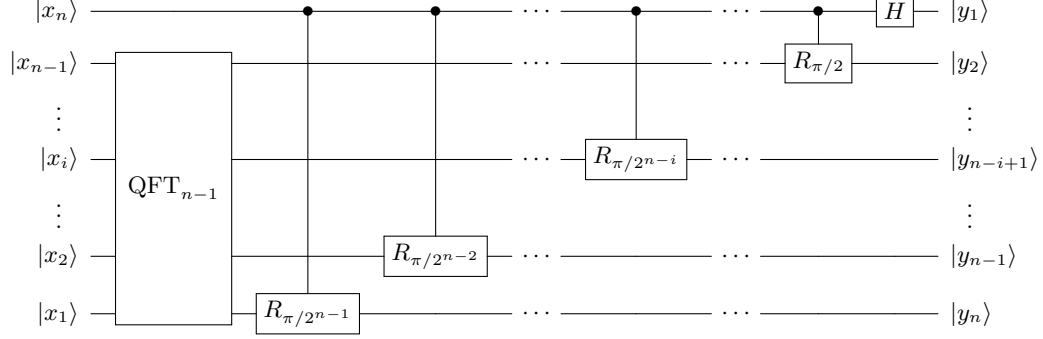 |x_n⟩ ··· ··· H |y_1⟩
|x_{n−1}⟩ ··· ··· R_{π/2} |y_2⟩
⋮ ⋮
|x_i⟩ ··· R_{π/2^{n−i}} ··· |y_{n−i+1}⟩
QFT_{n−1}
⋮ ⋮
|x_2⟩ R_{π/2^{n−2}} ··· ··· |y_{n−1}⟩
|x_1⟩ R_{π/2^{n−1}} ··· ··· |y_n⟩